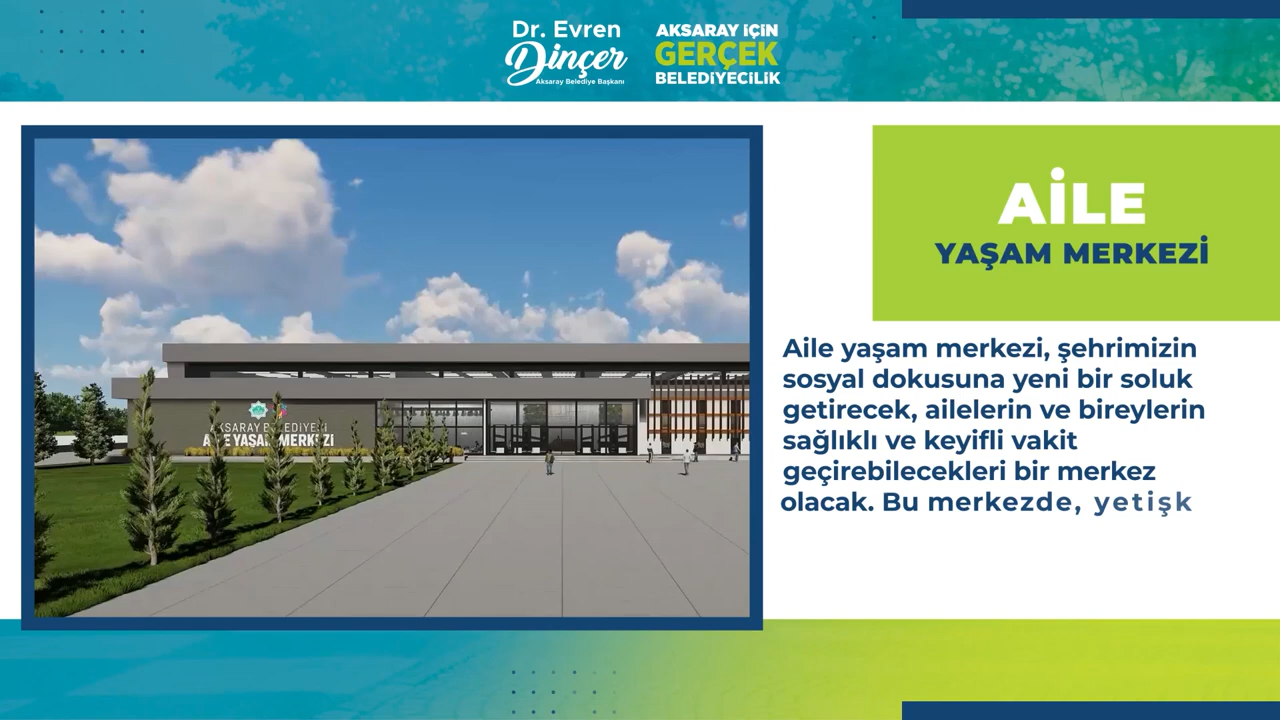 Dr. Evren
Dinçer
Aksaray Belediye Başkanı
AKSARAY İÇİN
GERÇEK
BELEDİYECİLİK
AİLE
YAŞAM MERKEZİ
Aile yaşam merkezi, şehrimizin
sosyal dokusuna yeni bir soluk
getirecek, ailelerin ve bireylerin
sağlıklı ve keyifli vakit
geçirebilecekleri bir merkez
olacak. Bu merkezde, yetişk
AKSARAY BELEDİYESİ
AİLE YAŞAM MERKEZİ